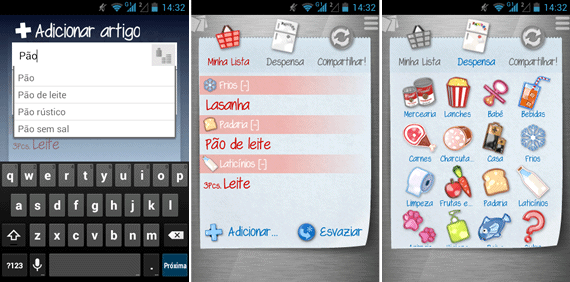 14:32
Adicionar artigo
Pão
Pão
Pão de leite
Pão rústico
Pão sem sal
3Pcs. Leite
q w e r t y u i o p
a s d f g h j k l
z x c v b n m
?123 . Próxima
14:32
Minha Lista Despensa Compartilhar!
Frios [-]
Lasanha
Padaria [-]
Pão de leite
Laticínios [-]
3Pcs. Leite
Adicionar... Esvaziar
14:32
Minha Lista Despensa Compartilhar!
Mercearia Lanches Bebê Bebidas
Carnes Charcuta... Casa Frios
Limpeza Frutas e... Padaria Laticínios